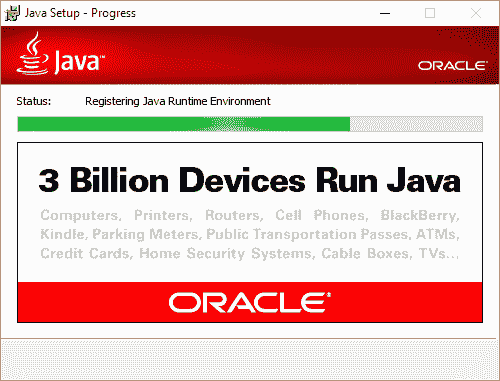 Java Setup - Progress
Java™
ORACLE
Status: Registering Java Runtime Environment
3 Billion Devices Run Java
Computers, Printers, Routers, Cell Phones, BlackBerry,
Kindle, Parking Meters, Public Transportation Passes, ATMs,
Credit Cards, Home Security Systems, Cable Boxes, TVs...
ORACLE®